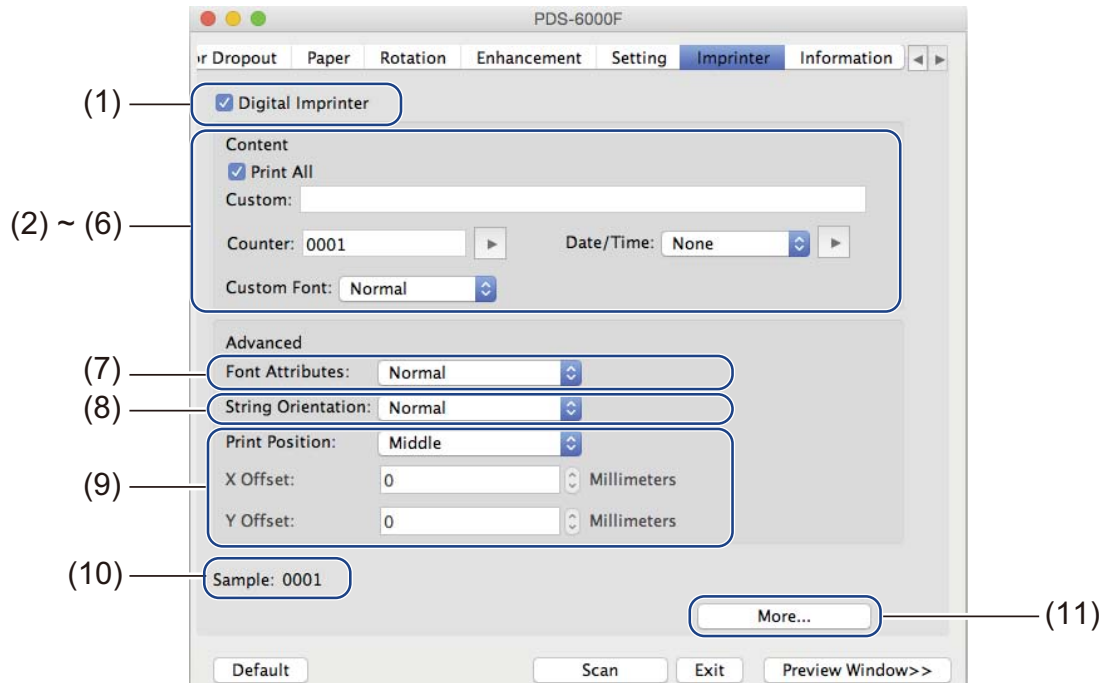 PDS-6000F
or Dropout Paper Rotation Enhancement Setting Imprinter Information
(1) Digital Imprinter
Content
Print All
Custom:
(2) ~ (6)
Counter: 0001 Date/Time: None
Custom Font: Normal
Advanced
(7) Font Attributes: Normal
(8) String Orientation: Normal
Print Position: Middle
(9) X Offset: 0 Millimeters
Y Offset: 0 Millimeters
(10) Sample: 0001
More... (11)
Default Scan Exit Preview Window>>